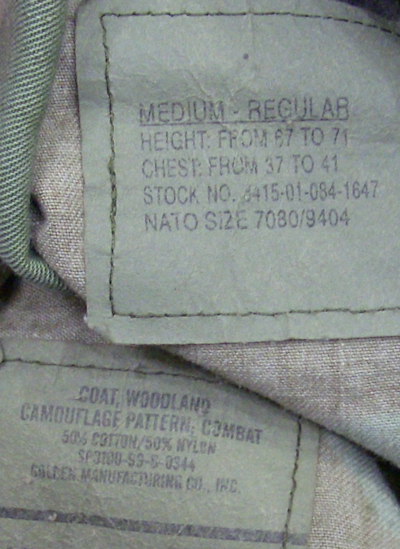 MEDIUM - REGULAR
HEIGHT: FROM 67 TO 71
CHEST: FROM 37 TO 41
STOCK NO. 8415-01-084-1647
NATO SIZE 7080/9404
COAT, WOODLAND
CAMOUFLAGE PATTERN: COMBAT
50% COTTON/50% NYLON
GOLDEN MANUFACTURING CO., INC.